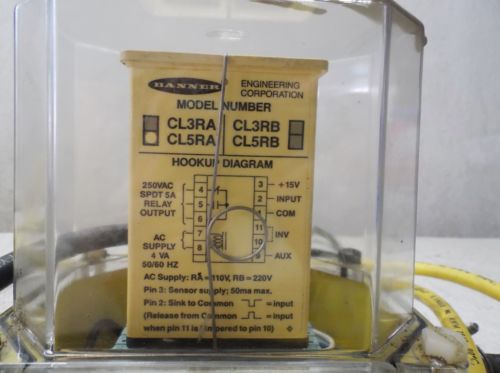 BANNER ENGINEERING
CORPORATION
MODEL NUMBER
CL3RA CL3RB
CL5RA CL5RB
HOOKUP DIAGRAM
250VAC
SPDT 5A
RELAY
OUTPUT
4
5
6
7
8
AC
SUPPLY
4 VA
50/60 HZ
3 +15V
2 INPUT
COM
11 INV
10
9 AUX
AC Supply: RA = 110V, RB = 220V
Pin 3: Sensor supply; 50ma max.
Pin 2: Sink to Common = input
(Release from Common = input
when pin 11 is jumpered to pin 10)